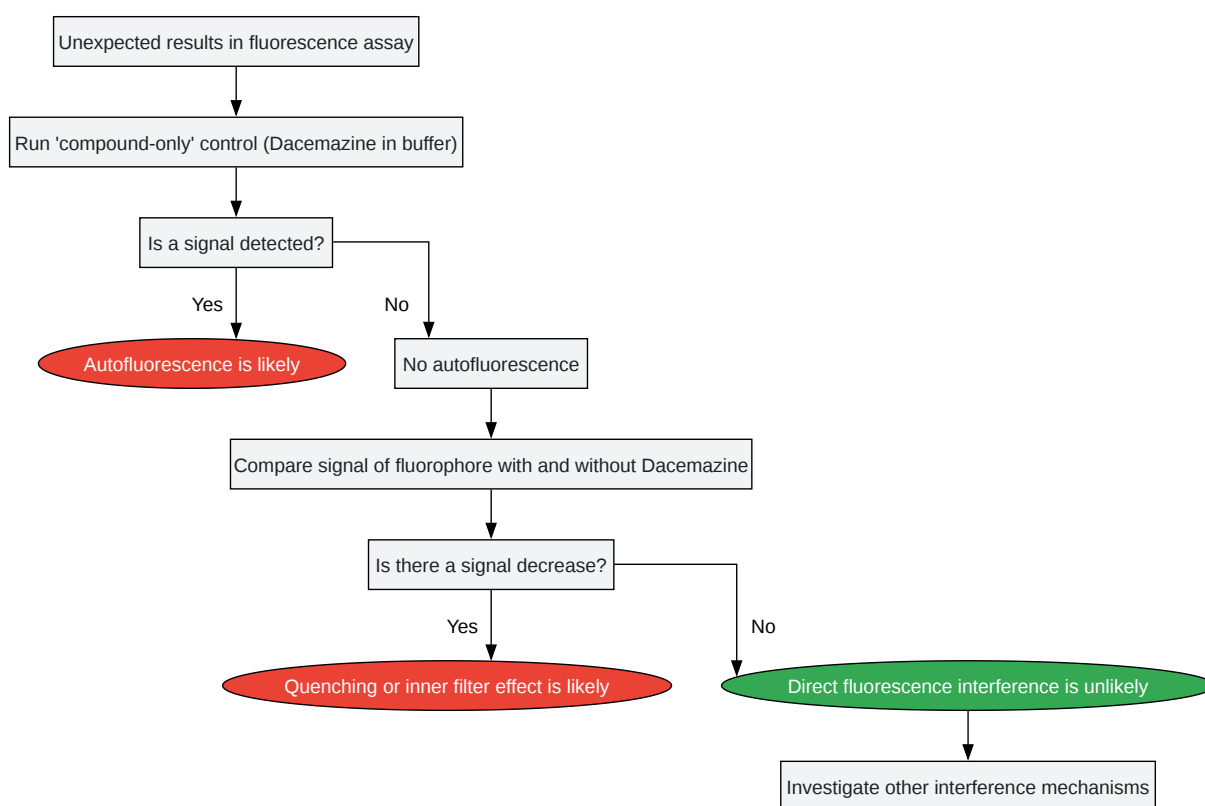 Unexpected results in fluorescence assay
Run 'compound-only' control (Dacemazine in buffer)
Is a signal detected?
Yes
No
Autofluorescence is likely
No autofluorescence
Compare signal of fluorophore with and without Dacemazine
Is there a signal decrease?
Yes
No
Quenching or inner filter effect is likely
Direct fluorescence interference is unlikely
Investigate other interference mechanisms